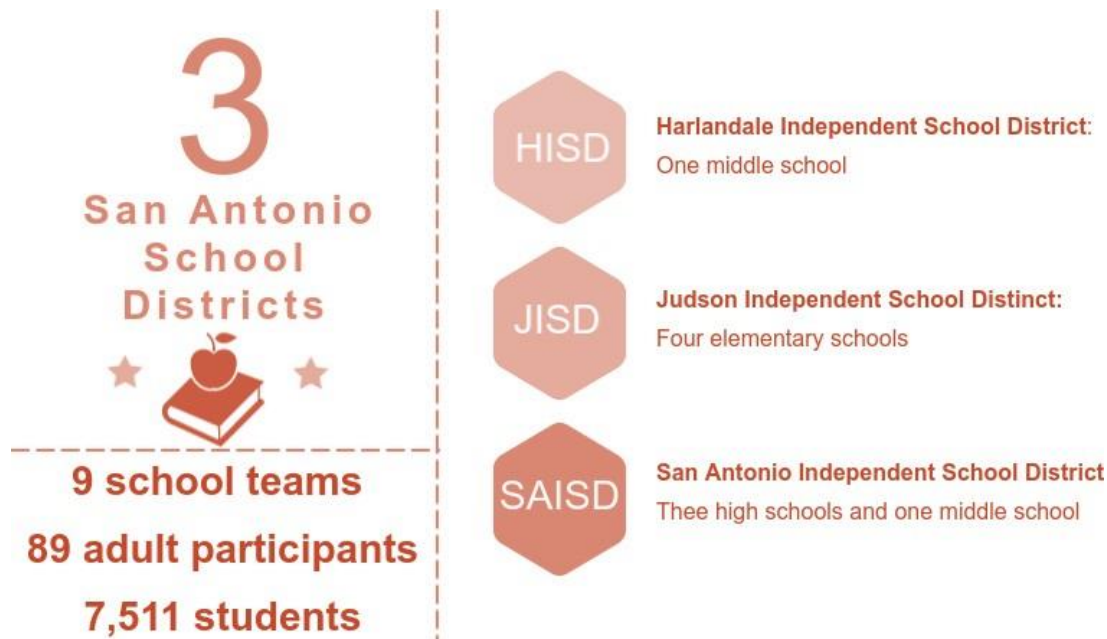 3
San Antonio
School
Districts
9 school teams
89 adult participants
7,511 students
HISD
Harlandale Independent School District:
One middle school
JISD
Judson Independent School Distinct:
Four elementary schools
SAISD
San Antonio Independent School District
Thee high schools and one middle school